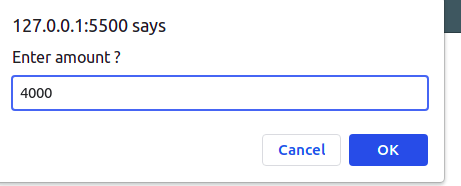 127.0.0.1:5500 says
Enter amount ?
4000
Cancel OK